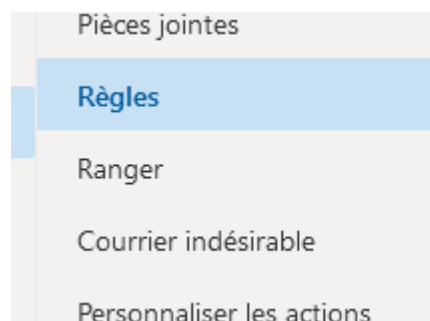 Pièces jointes
Règles
Ranger
Courrier indésirable
Personnaliser les actions